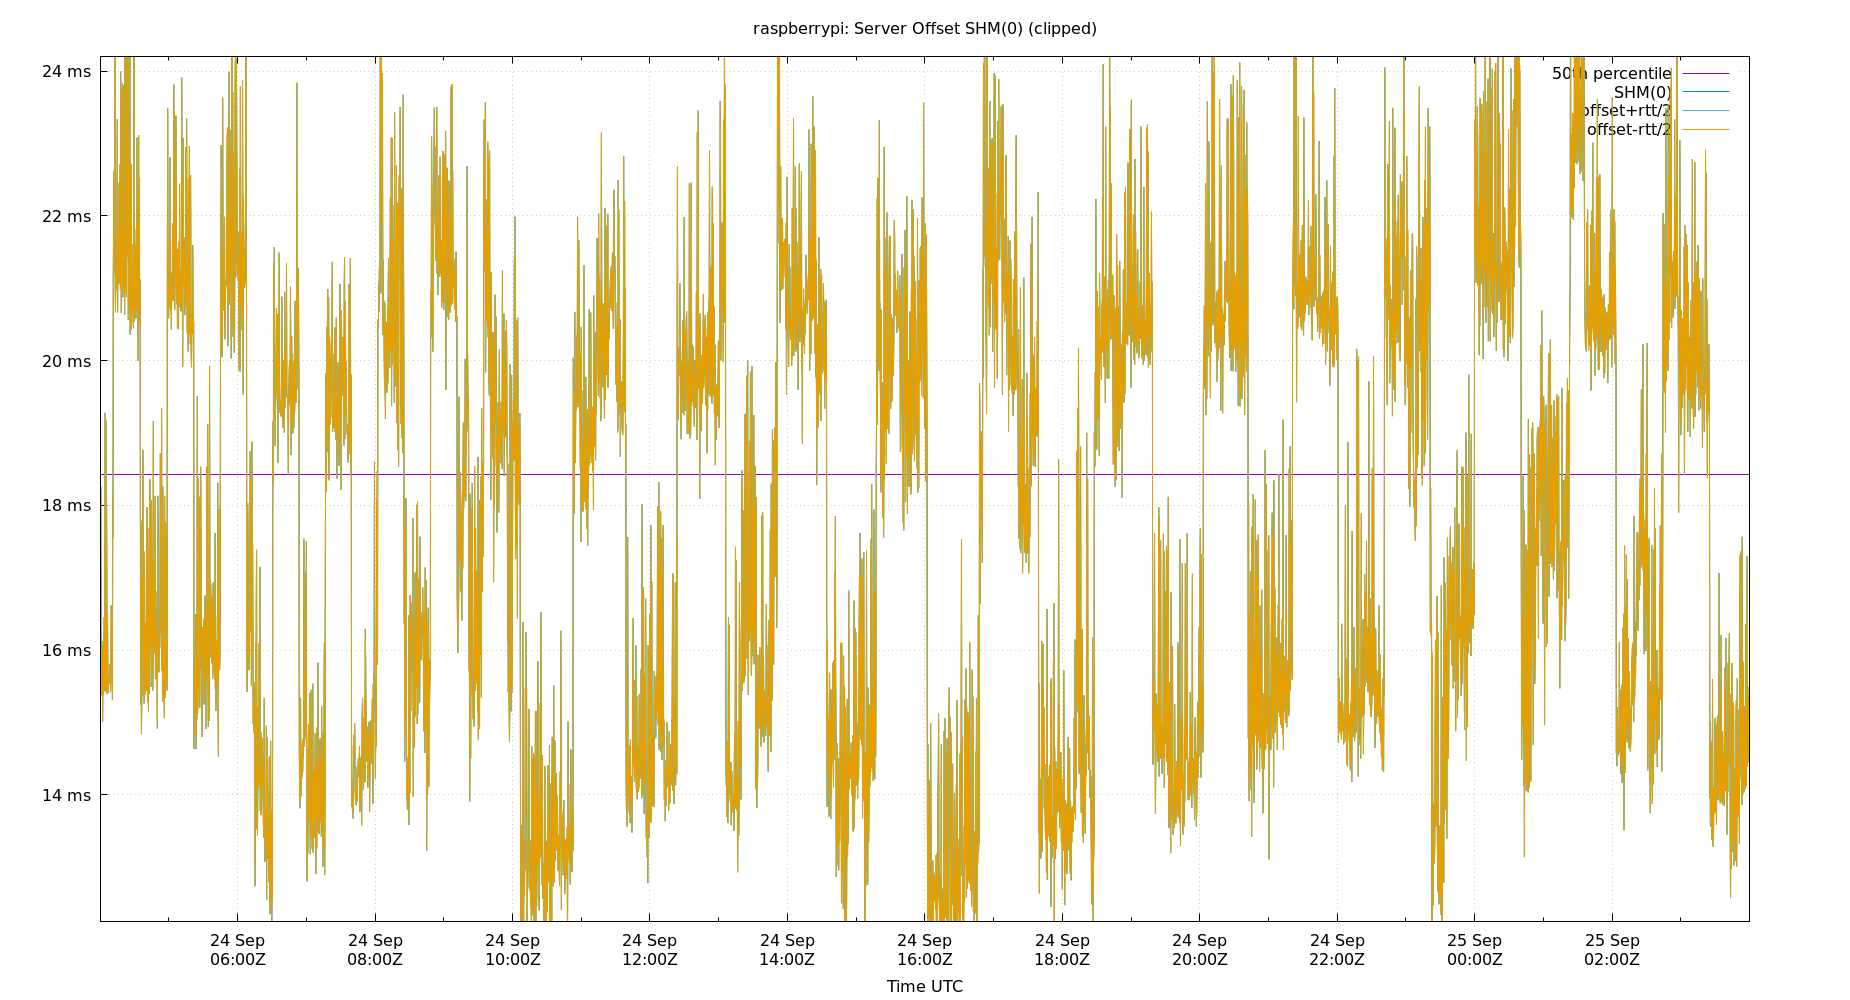 raspberrypi: Server Offset SHM(0) (clipped)
24 ms
22 ms
20 ms
18 ms
16 ms
14 ms
50th percentile
SHM(0)
offset+rtt/2
offset-rtt/2
24 Sep 24 Sep 24 Sep 24 Sep 24 Sep 24 Sep 24 Sep 24 Sep 24 Sep 25 Sep 25 Sep
06:00Z 08:00Z 10:00Z 12:00Z 14:00Z 16:00Z 18:00Z 20:00Z 22:00Z 00:00Z 02:00Z
Time UTC